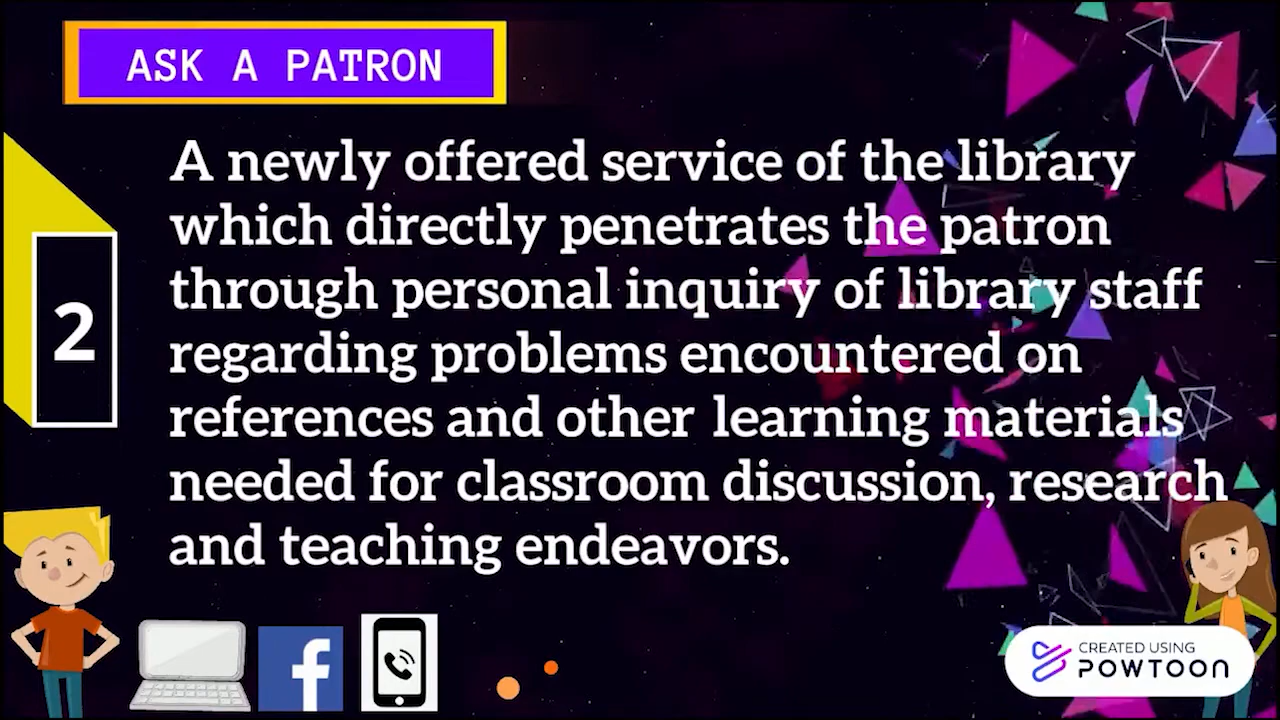 ASK A PATRON
A newly offered service of the library
which directly penetrates the patron
through personal inquiry of library staff
regarding problems encountered on
references and other learning materials
needed for classroom discussion, research
and teaching endeavors.
2
f
CREATED USING
POWTOON